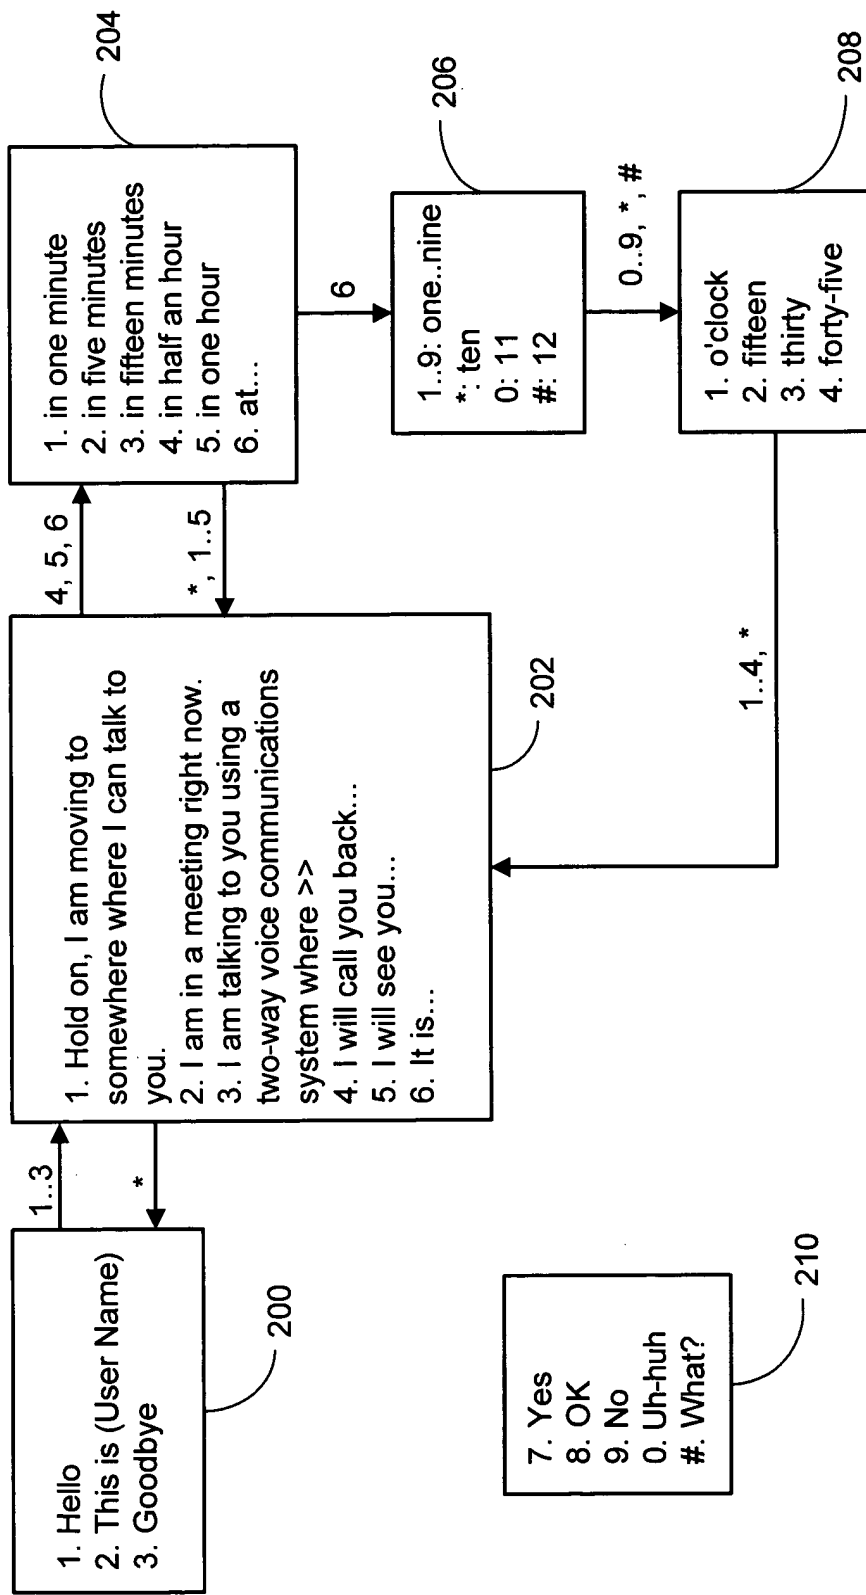 1. Hello
2. This is (User Name)
3. Goodbye
200
1..3
*
1. Hold on, I am moving to
somewhere where I can talk to
you.
2. I am in a meeting right now.
3. I am talking to you using a
two-way voice communications
system where >>
4. I will call you back...
5. I will see you...
6. It is...
202
4, 5, 6
*, 1..5
1. in one minute
2. in five minutes
3. in fifteen minutes
4. in half an hour
5. in one hour
6. at...
204
6
1..9: one..nine
*: ten
0: 11
#: 12
206
0..9, *, #
1. o'clock
2. fifteen
3. thirty
4. forty-five
208
1..4, *
7. Yes
8. OK
9. No
0. Uh-huh
#. What?
210